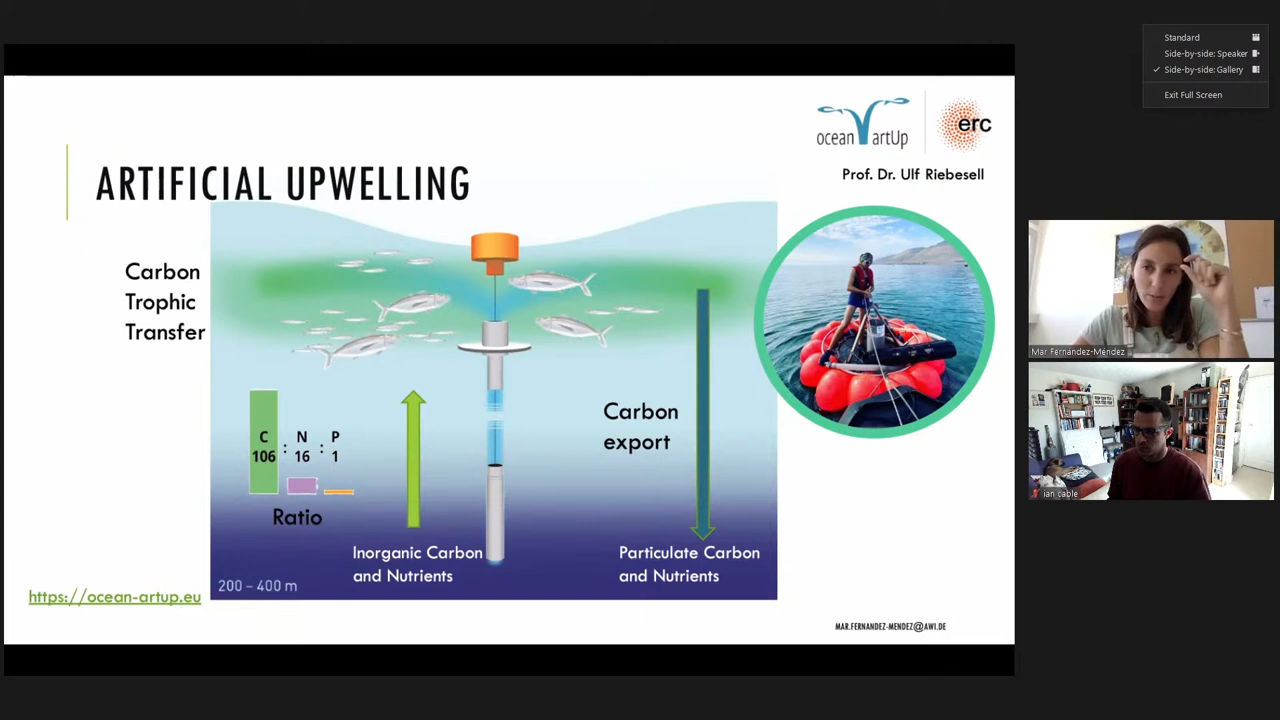 Standard
Side-by-side: Speaker
Side-by-side: Gallery
Exit Full Screen
ocean artUp
erc
Prof. Dr. Ulf Riebesell
ARTIFICIAL UPWELLING
Carbon
Trophic
Transfer
C : N : P
106 16 1
Ratio
Carbon
export
Inorganic Carbon
and Nutrients
Particulate Carbon
and Nutrients
200 – 400 m
https://ocean-artup.eu
MAR.FERNANDEZ-MENDEZ@AWI.DE
Mar Fernández-Méndez
ian cable